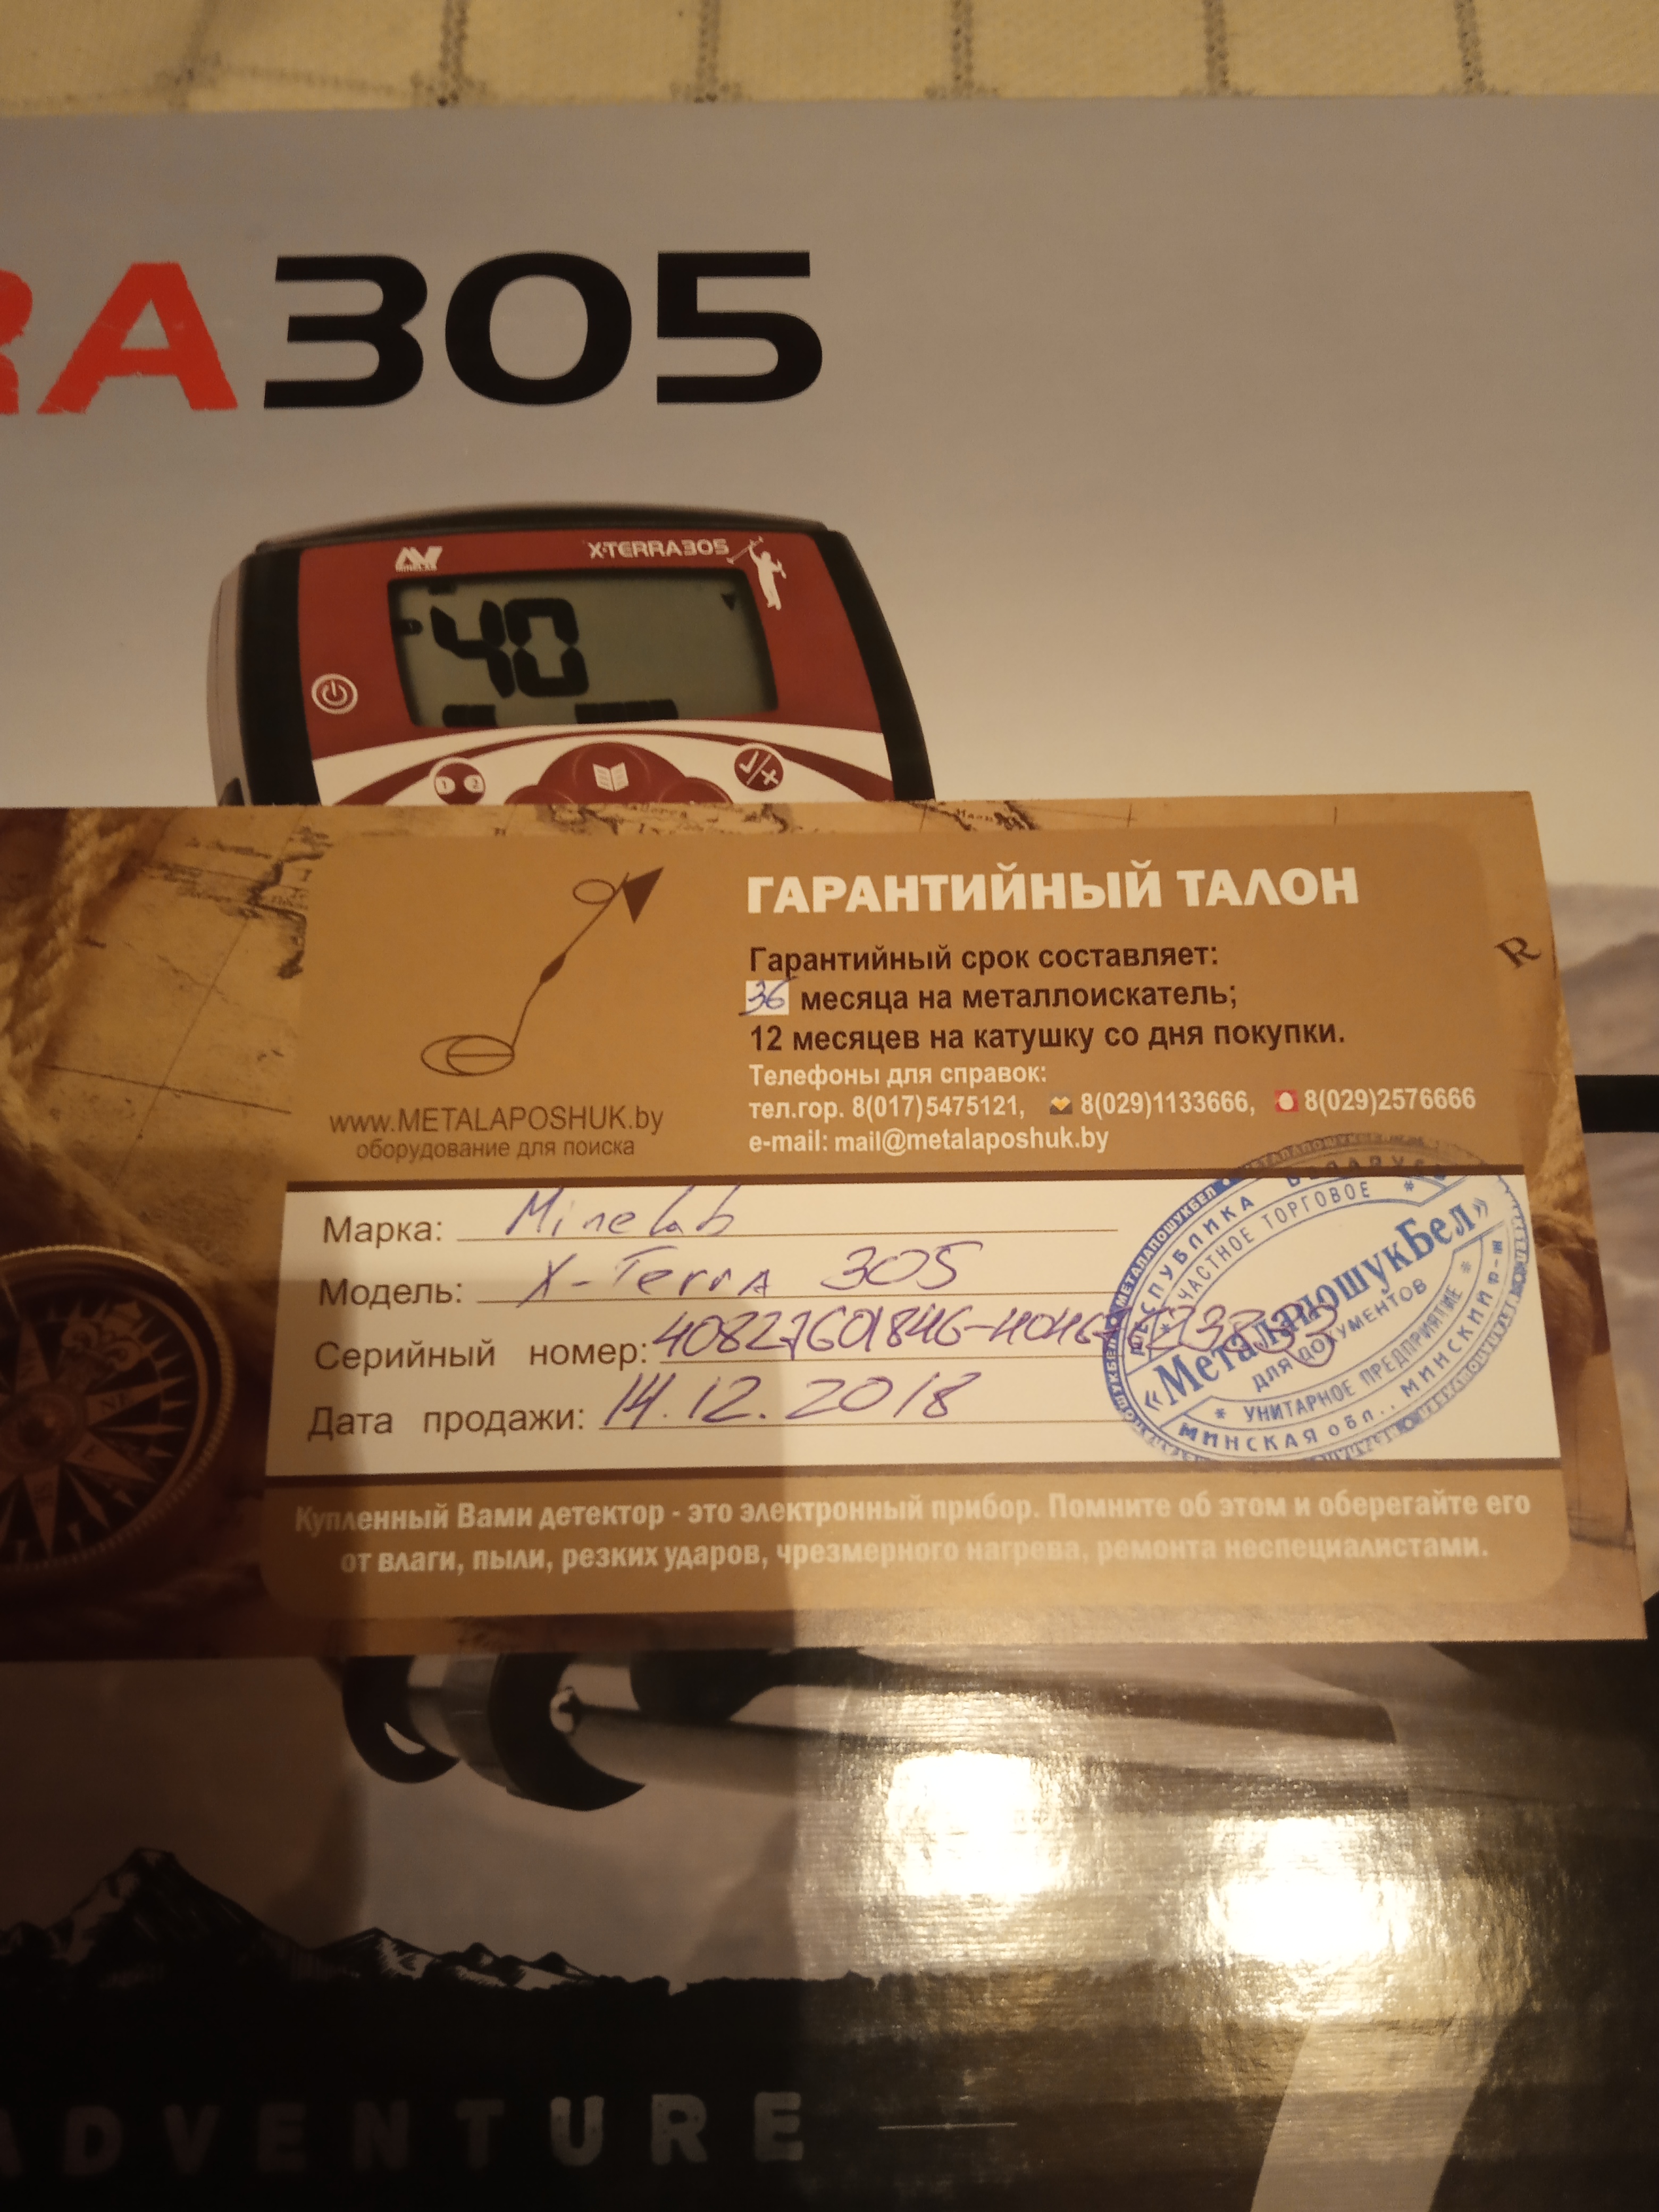 RA305
MINELAB
X-TERRA305
40
1 2
ГАРАНТИЙНЫЙ ТАЛОН
Гарантийный срок составляет:
36 месяца на металлоискатель;
12 месяцев на катушку со дня покупки.
Телефоны для справок:
тел.гор. 8(017)5475121, 8(029)1133666, 8(029)2576666
e-mail: mail@metalaposhuk.by
www.METALAPOSHUK.by
оборудование для поиска
R
Марка: Minelab
Модель: X-Terra 305
Серийный номер:
Дата продажи: 14.12.2018
РЕСПУБЛИКА БЕЛАРУСЬ
* ЧАСТНОЕ ТОРГОВОЕ *
«МеталапошукБел»
ДЛЯ ДОКУМЕНТОВ
* УНИТАРНОЕ ПРЕДПРИЯТИЕ *
МИНСКАЯ обл., МИНСКИЙ р-н
Купленный Вами детектор - это электронный прибор. Помните об этом и оберегайте его
от влаги, пыли, резких ударов, чрезмерного нагрева, ремонта неспециалистами.
ADVENTURE